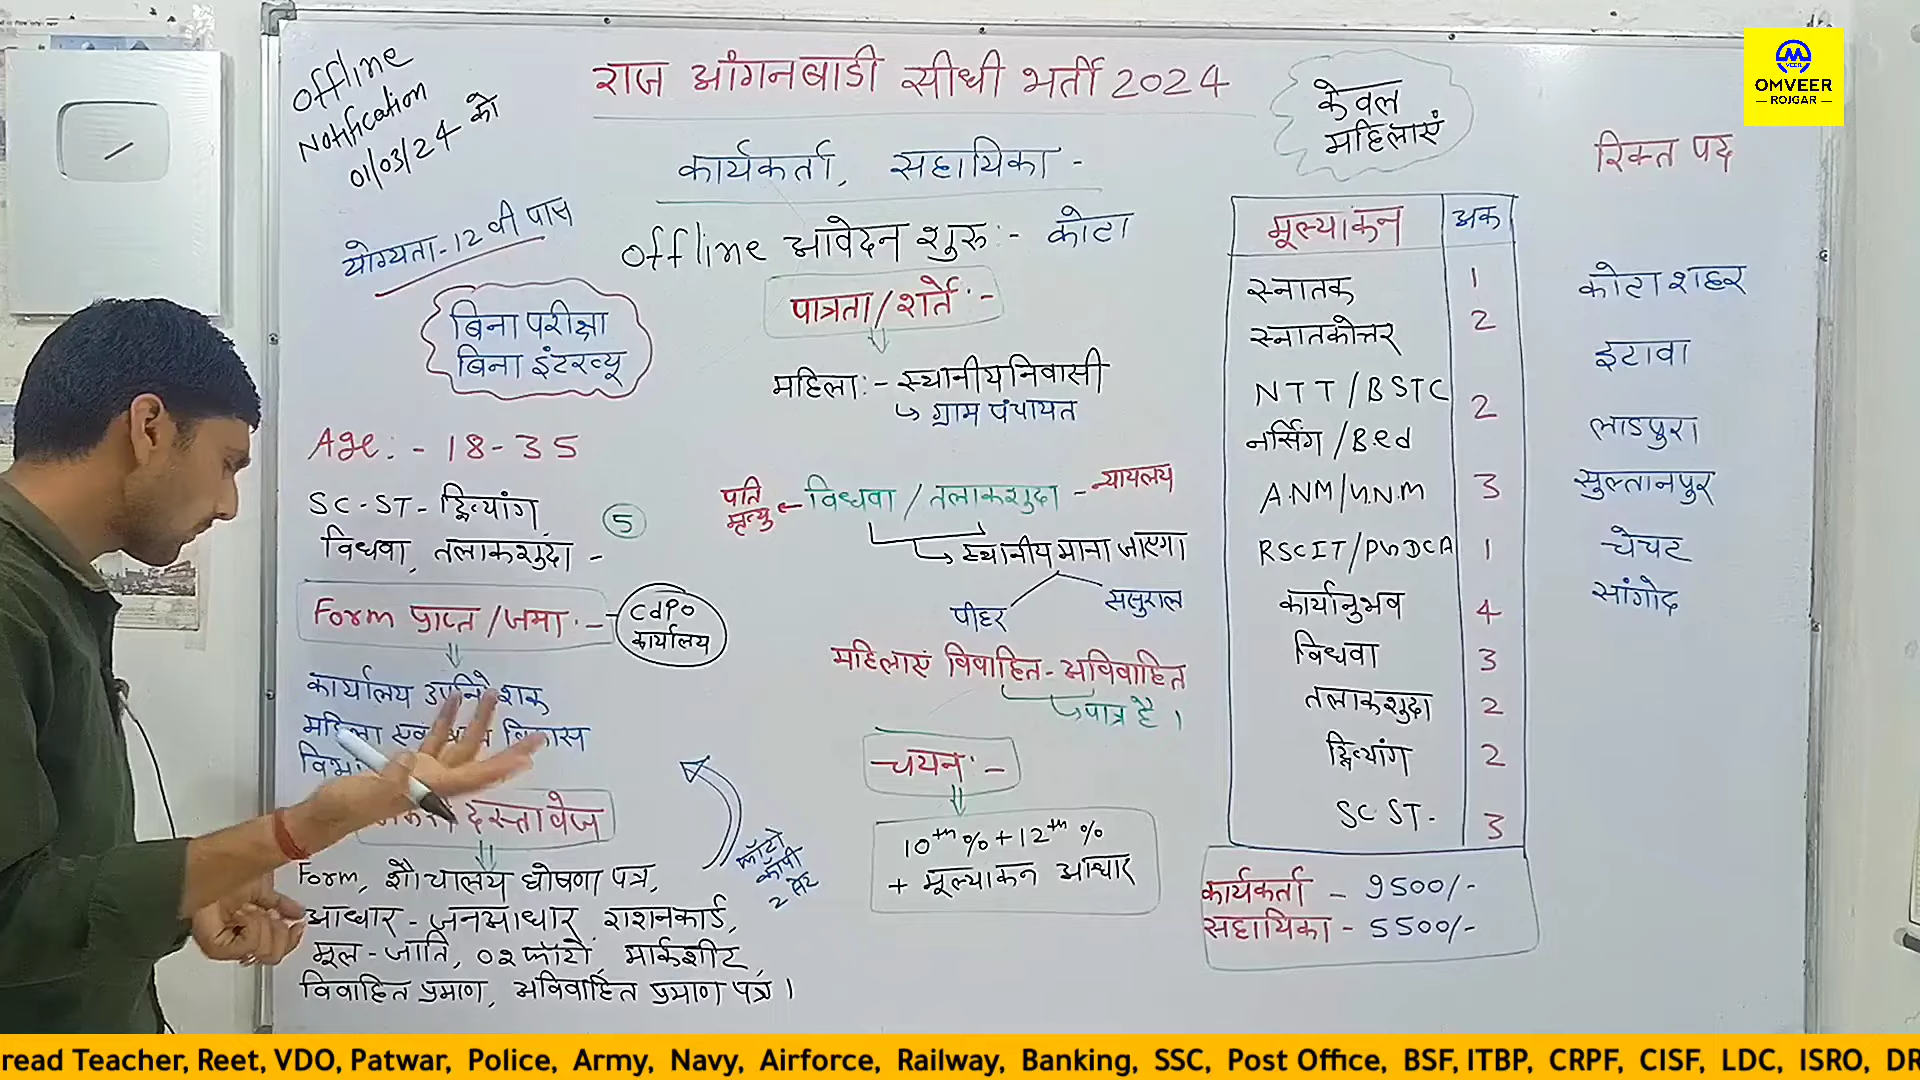 राज आंगनबाडी सीधी भर्ती 2024
Offline
Notification
01/03/24 को
योग्यता-12 वी पास
बिना परीक्षा
बिना इंटरव्यू
Age :- 18-35
SC-ST-दिव्यांग
विधवा, तलाकशुदा -
5
Form प्राप्त/जमा :-
CDPO
कार्यालय
कार्यालय उपनिदेशक
महिला एवं बाल विकास
दस्तावेज
Form, शौचालय घोषणा पत्र,
आधार-जनआधार, राशनकार्ड,
मूल-जाति, 02 फोटो, मार्कशीट,
विवाहित प्रमाण, अविवाहित प्रमाण पत्र।
फोटो
कॉपी
2 सेट
कार्यकर्ता, सहायिका -
Offline आवेदन शुरु :- कोटा
पात्रता/शर्तें :-
महिला :- स्थानीय निवासी
↳ ग्राम पंचायत
पति
मृत्यु
← विधवा / तलाकशुदा - न्यायलय
↳ स्थानीय माना जाएगा
पीहर
ससुराल
महिलाएं विवाहित-अविवाहित
↳ पात्र है।
चयन :-
10th % + 12th %
+ मूल्याकन आधार
केवल
महिलाएं
मूल्याकन अक
स्नातक 1
स्नातकोत्तर 2
NTT/BSTC
नर्सिंग/B.ed 2
A.N.M/G.N.M 3
RSCIT/PGDCA 1
कार्यानुभव 4
विधवा 3
तलाकशुदा 2
दिव्यांग 2
SC ST- 3
कार्यकर्ता - 9500/-
सहायिका - 5500/-
रिक्त पद
कोटा शहर
इटावा
लाडपुरा
सुल्तानपुर
चेचट
सांगोद
VEER
OMVEER
ROJGAR
read Teacher, Reet, VDO, Patwar, Police, Army, Navy, Airforce, Railway, Banking, SSC, Post Office, BSF, ITBP, CRPF, CISF, LDC, ISRO, DR